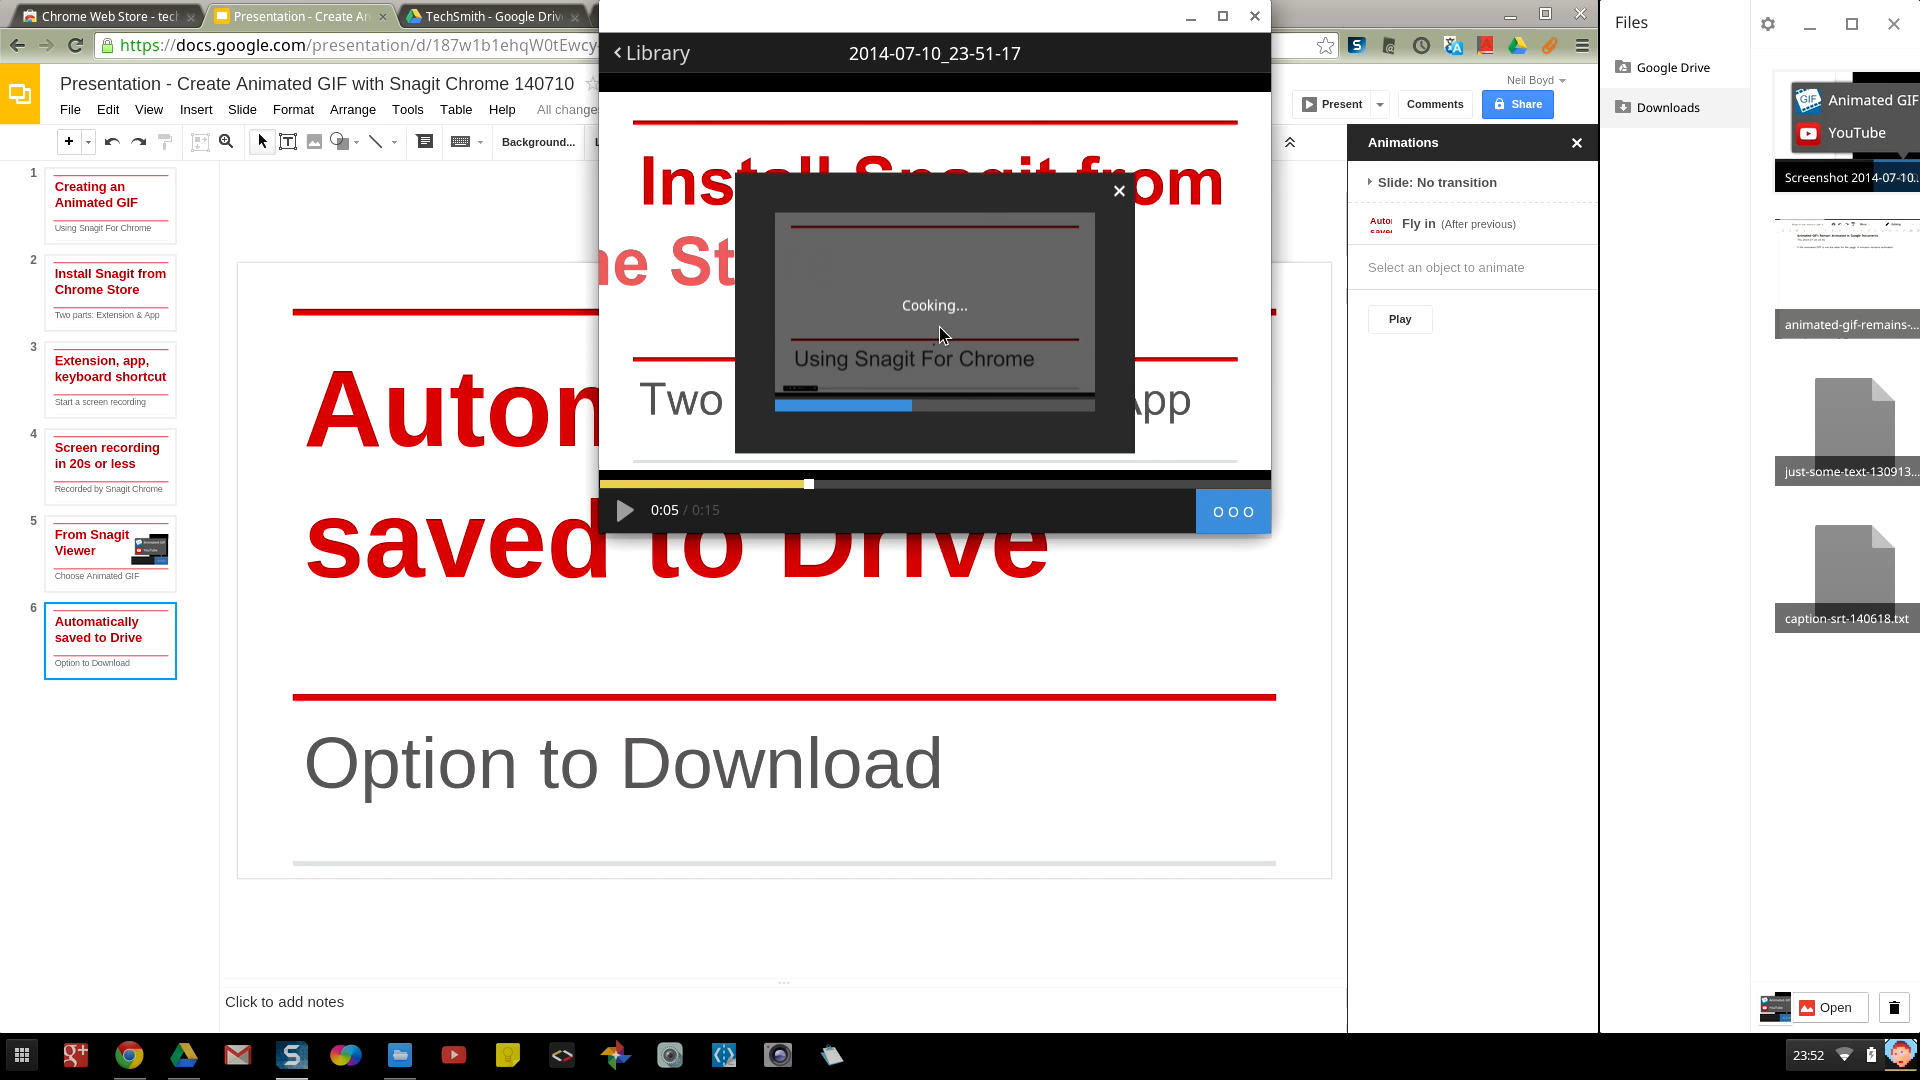 Chrome Web Store - tech
Presentation - Create An
TechSmith - Google Driv
https://docs.google.com/presentation/d/187w1b1ehqW0tEwcy
Presentation - Create Animated GIF with Snagit Chrome 140710
Neil Boyd
File Edit View Insert Slide Format Arrange Tools Table Help All change
Present
Comments
Share
Background...
1
Creating an
Animated GIF
Using Snagit For Chrome
2
Install Snagit from
Chrome Store
Two parts: Extension & App
3
Extension, app,
keyboard shortcut
Start a screen recording
4
Screen recording
in 20s or less
Recorded by Snagit Chrome
5
From Snagit
Viewer
Choose Animated GIF
6
Automatically
saved to Drive
Option to Download
Autom
saved to Drive
Option to Download
Click to add notes
Library
2014-07-10_23-51-17
Install Snagit from
ne St
Two
App
Cooking...
Using Snagit For Chrome
0:05 / 0:15
Animations
Slide: No transition
Fly in (After previous)
Select an object to animate
Play
Files
Google Drive
Downloads
GIF
Animated GIF
YouTube
Screenshot 2014-07-10...
animated-gif-remains-...
just-some-text-130913...
caption-srt-140618.txt
Open
23:52